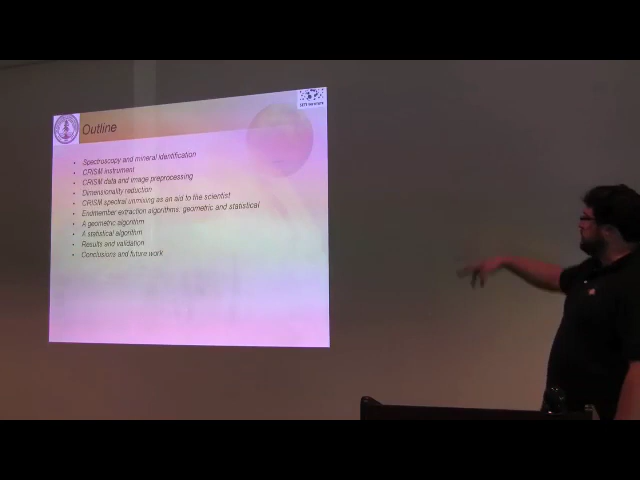 SETI Institute
Outline
• Spectroscopy and mineral identification
• CRISM instrument
• CRISM data and image preprocessing
• Dimensionality reduction
• CRISM spectral unmixing as an aid to the scientist
• Endmember extraction algorithms: geometric and statistical
• A geometric algorithm
• A statistical algorithm
• Results and validation
• Conclusions and future work